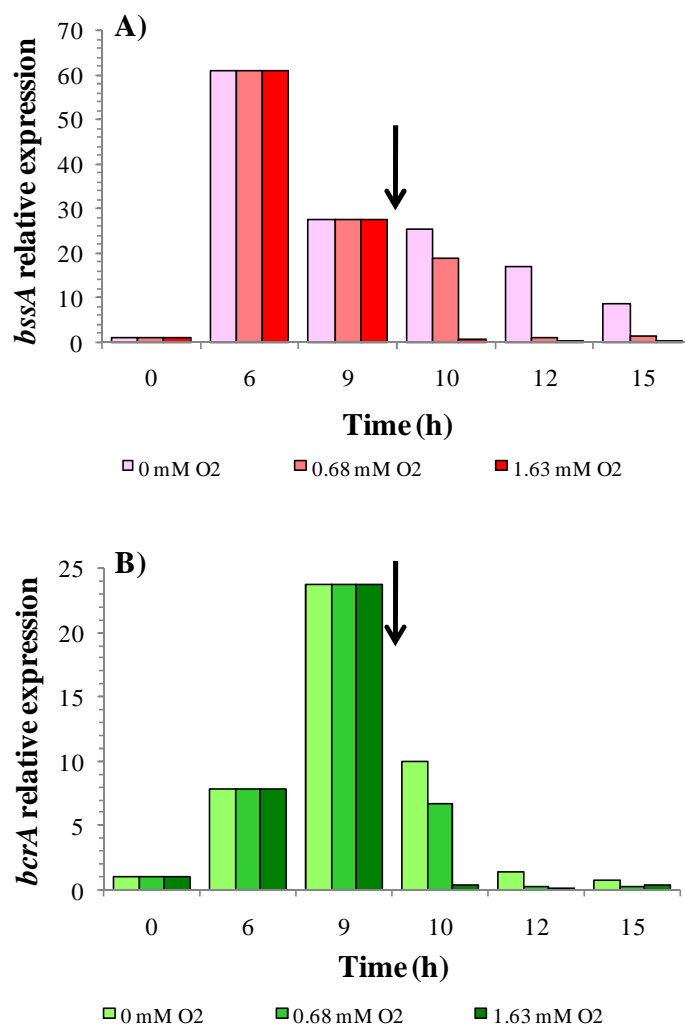 A)
bssA relative expression
70
60
50
40
30
20
10
0
0 6 9 10 12 15
Time (h)
0 mM O2 0.68 mM O2 1.63 mM O2
B)
bcrA relative expression
25
20
15
10
5
0
0 6 9 10 12 15
Time (h)
0 mM O2 0.68 mM O2 1.63 mM O2